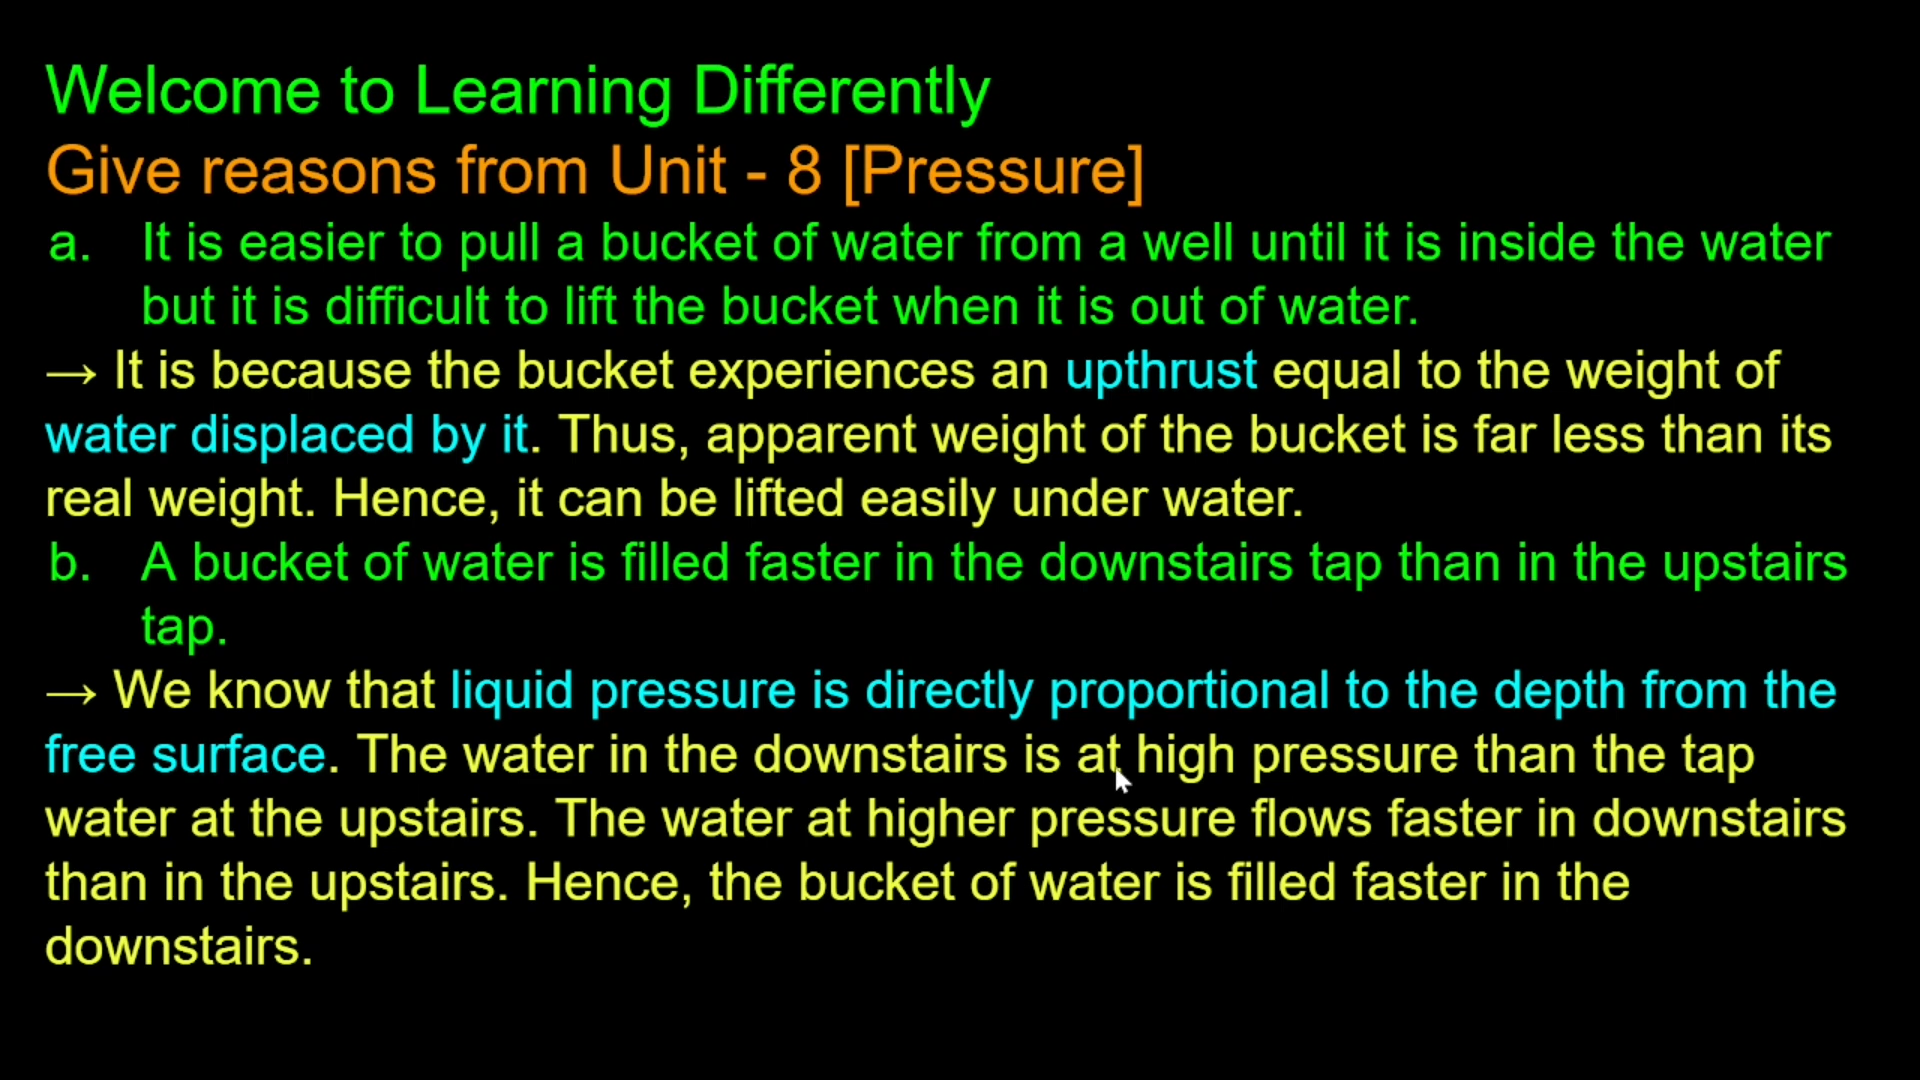 Welcome to Learning Differently
Give reasons from Unit - 8 [Pressure]
a. It is easier to pull a bucket of water from a well until it is inside the water
but it is difficult to lift the bucket when it is out of water.
→ It is because the bucket experiences an upthrust equal to the weight of
water displaced by it. Thus, apparent weight of the bucket is far less than its
real weight. Hence, it can be lifted easily under water.
b. A bucket of water is filled faster in the downstairs tap than in the upstairs
tap.
→ We know that liquid pressure is directly proportional to the depth from the
free surface. The water in the downstairs is at high pressure than the tap
water at the upstairs. The water at higher pressure flows faster in downstairs
than in the upstairs. Hence, the bucket of water is filled faster in the
downstairs.